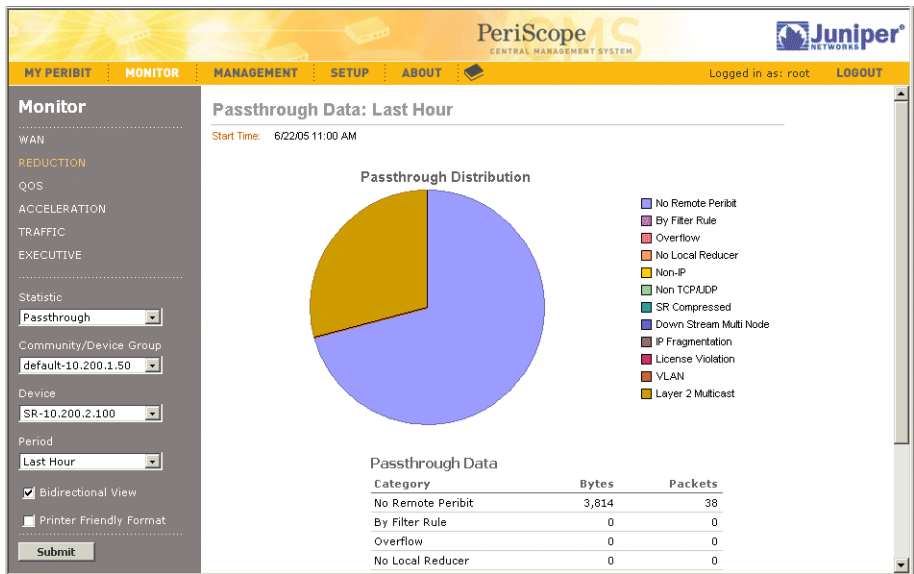 PeriScope
CENTRAL MANAGEMENT SYSTEM
CMS
Juniper
NETWORKS
MY PERIBIT MONITOR MANAGEMENT SETUP ABOUT Logged in as: root LOGOUT
Monitor
WAN
REDUCTION
QOS
ACCELERATION
TRAFFIC
EXECUTIVE
Statistic
Passthrough
Community/Device Group
default-10.200.1.50
Device
SR-10.200.2.100
Period
Last Hour
Bidirectional View
Printer Friendly Format
Submit
Passthrough Data: Last Hour
Start Time: 6/22/05 11:00 AM
Passthrough Distribution
No Remote Peribit
By Filter Rule
Overflow
No Local Reducer
Non-IP
Non TCP/UDP
SR Compressed
Down Stream Multi Node
IP Fragmentation
License Violation
VLAN
Layer 2 Multicast
Passthrough Data
Category Bytes Packets
No Remote Peribit 3,814 38
By Filter Rule 0 0
Overflow 0 0
No Local Reducer 0 0